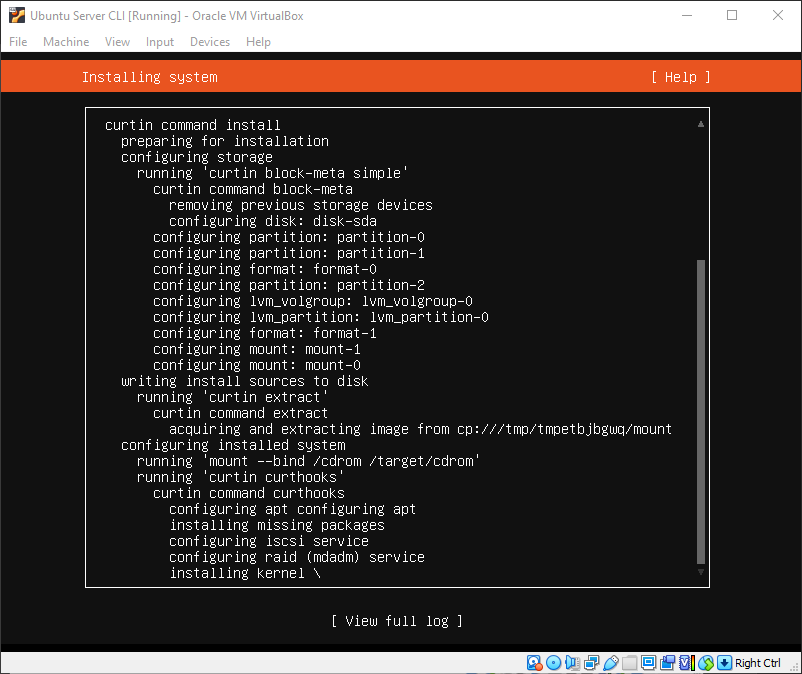 Ubuntu Server CLI [Running] - Oracle VM VirtualBox
File Machine View Input Devices Help
Installing system [ Help ]
curtin command install
preparing for installation
configuring storage
running 'curtin block-meta simple'
curtin command block-meta
removing previous storage devices
configuring disk: disk-sda
configuring partition: partition-0
configuring partition: partition-1
configuring format: format-0
configuring partition: partition-2
configuring lvm_volgroup: lvm_volgroup-0
configuring lvm_partition: lvm_partition-0
configuring format: format-1
configuring mount: mount-1
configuring mount: mount-0
writing install sources to disk
running 'curtin extract'
curtin command extract
acquiring and extracting image from cp:///tmp/tmpetbjbgwq/mount
configuring installed system
running 'mount --bind /cdrom /target/cdrom'
running 'curtin curthooks'
curtin command curthooks
configuring apt configuring apt
installing missing packages
configuring iscsi service
configuring raid (mdadm) service
installing kernel \
[ View full log ]
Right Ctrl